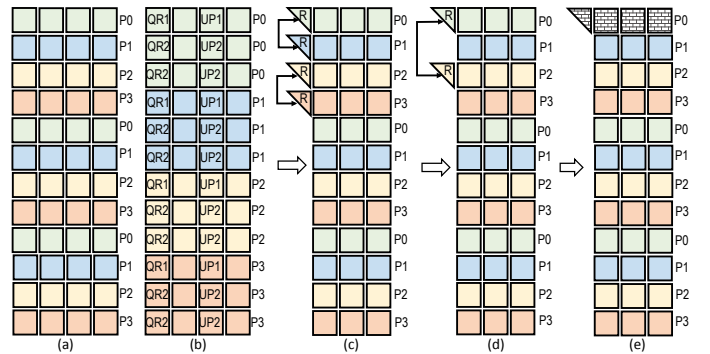 P0 QR1 UP1 P0 R P0 R P0 P0
P1 QR2 UP2 P0 R P1 P1 P1
P2 QR2 UP2 P0 R P2 R P2 P2
P3 QR1 UP1 P1 R P3 P3 P3
P0 QR2 UP2 P1 P0 P0 P0
P1 QR2 UP2 P1 P1 P1 P1
P2 QR1 UP1 P2 P2 P2 P2
P3 QR2 UP2 P2 P3 P3 P3
P0 QR2 UP2 P2 P0 P0 P0
P1 QR1 UP1 P3 P1 P1 P1
P2 QR2 UP2 P3 P2 P2 P2
P3 QR2 UP2 P3 P3 P3 P3
(a) (b) (c) (d) (e)